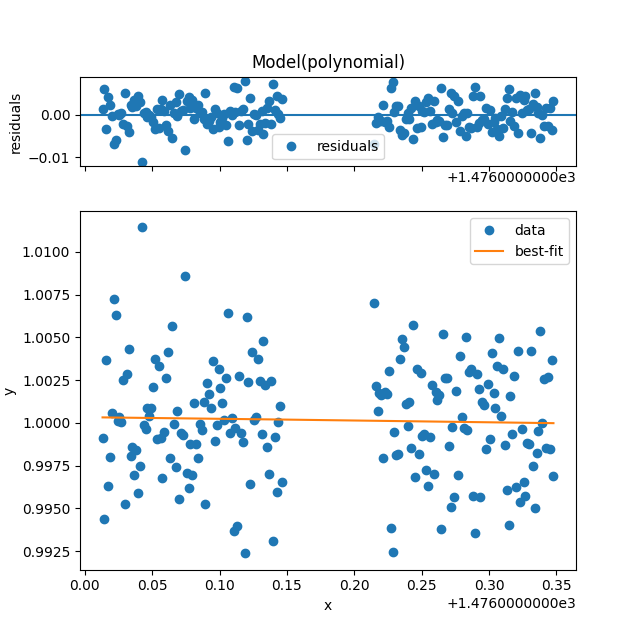 Model(polynomial)
residuals
0.00
−0.01
residuals
+1.4760000000e3
y
1.0100
1.0075
1.0050
1.0025
1.0000
0.9975
0.9950
0.9925
data
best-fit
0.00 0.05 0.10 0.15 0.20 0.25 0.30 0.35
x
+1.4760000000e3